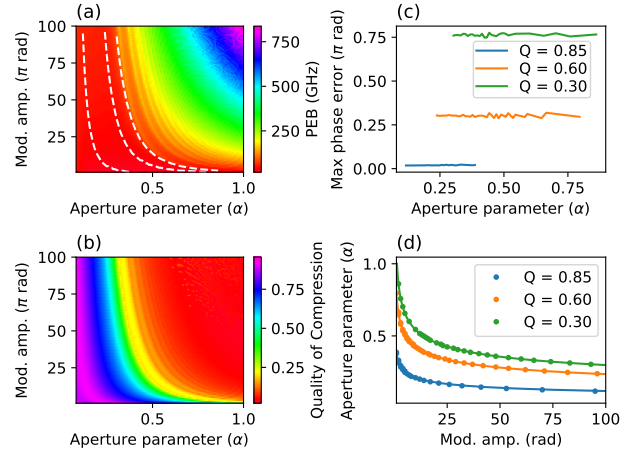 (a)
100
75
50
25
Mod. amp. (π rad)
0.5
1.0
Aperture parameter (α)
750
500
250
PEB (GHz)
(c)
0.75
0.50
0.25
0.00
Max phase error (π rad)
Q = 0.85
Q = 0.60
Q = 0.30
0.25
0.50
0.75
Aperture parameter (α)
(b)
100
75
50
25
Mod. amp. (π rad)
0.5
1.0
Aperture parameter (α)
0.75
0.50
0.25
Quality of Compression
(d)
1.0
0.5
Aperture parameter (α)
Q = 0.85
Q = 0.60
Q = 0.30
25
50
75
100
Mod. amp. (rad)